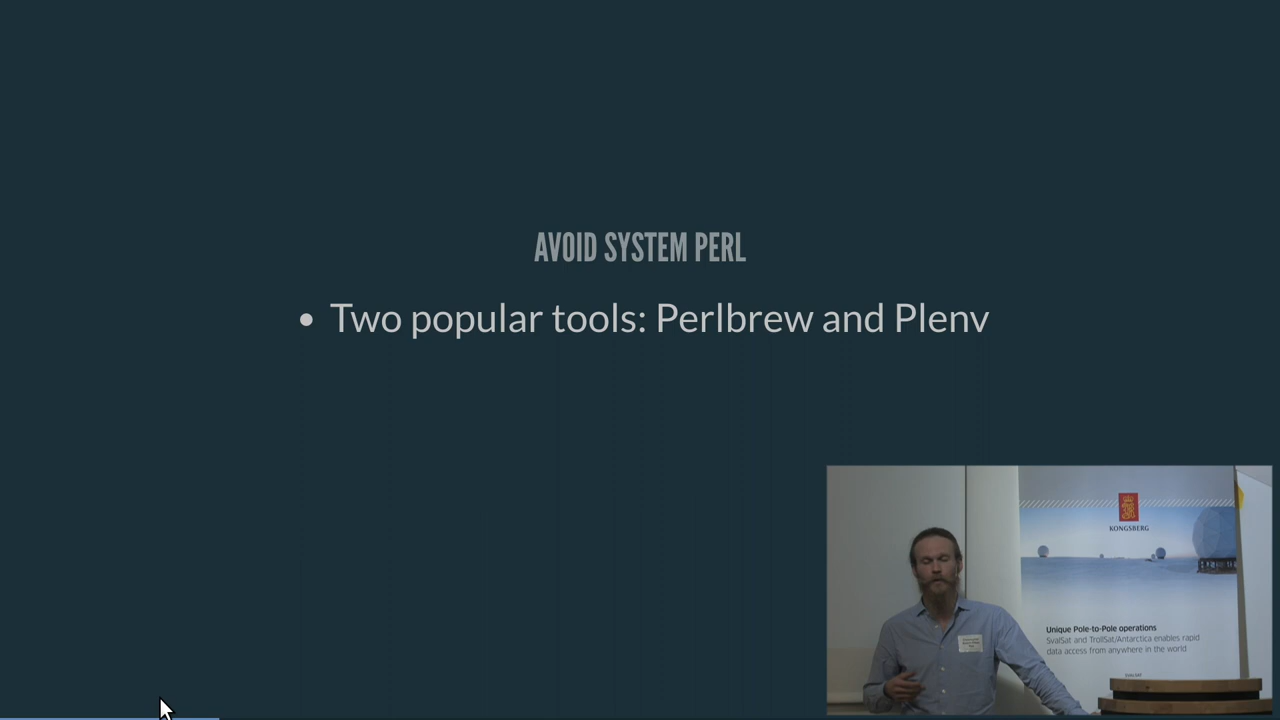 AVOID SYSTEM PERL
• Two popular tools: Perlbrew and Plenv
KONGSBERG
Unique Pole-to-Pole operations
SvalSat and TrollSat/Antarctica enables rapid
data access from anywhere in the world